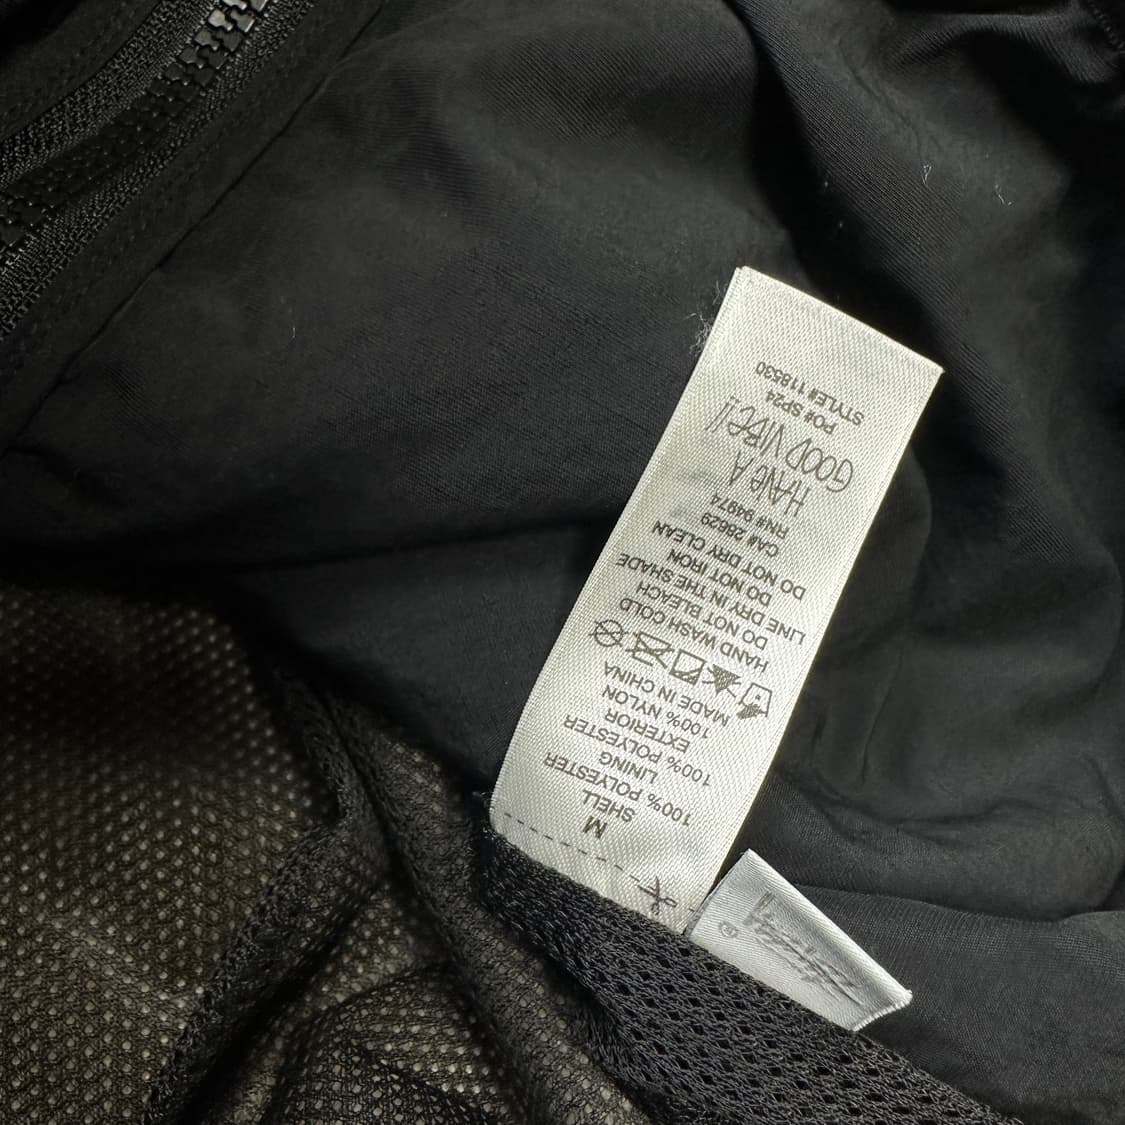 M
SHELL
100% POLYESTER
LINING
100% POLYESTER
EXTERIOR
100% NYLON
MADE IN CHINA
HAND WASH COLD
DO NOT BLEACH
LINE DRY IN THE SHADE
DO NOT IRON
DO NOT DRY CLEAN
CA# 28629
RN# 94974
HAVE A
GOOD VIBE!!
PO# SP24
STYLE# 118530